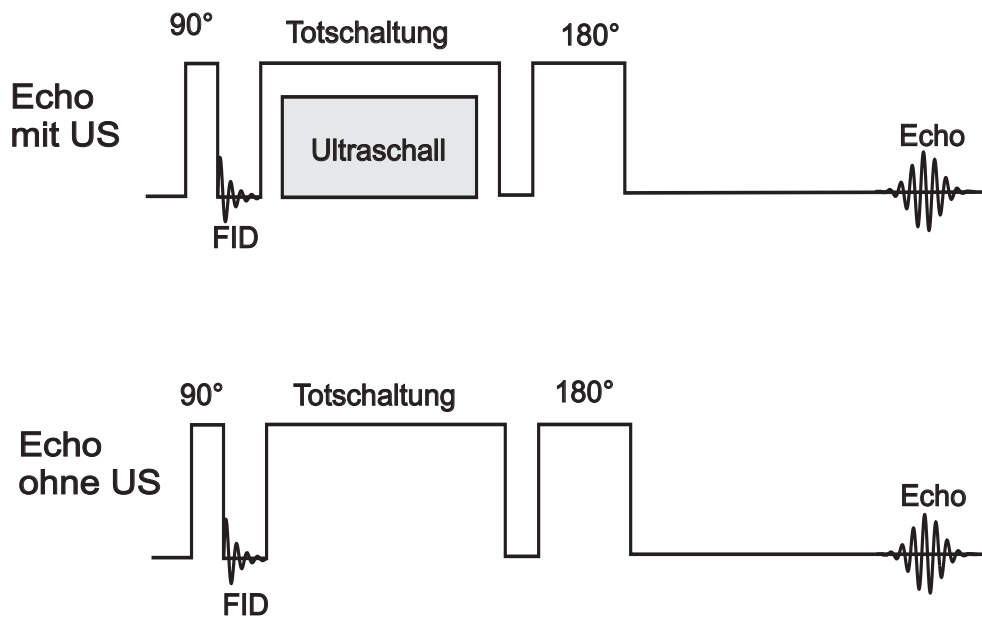 90°
Totschaltung
180°
Echo
mit US
Ultraschall
Echo
FID
90°
Totschaltung
180°
Echo
ohne US
Echo
FID